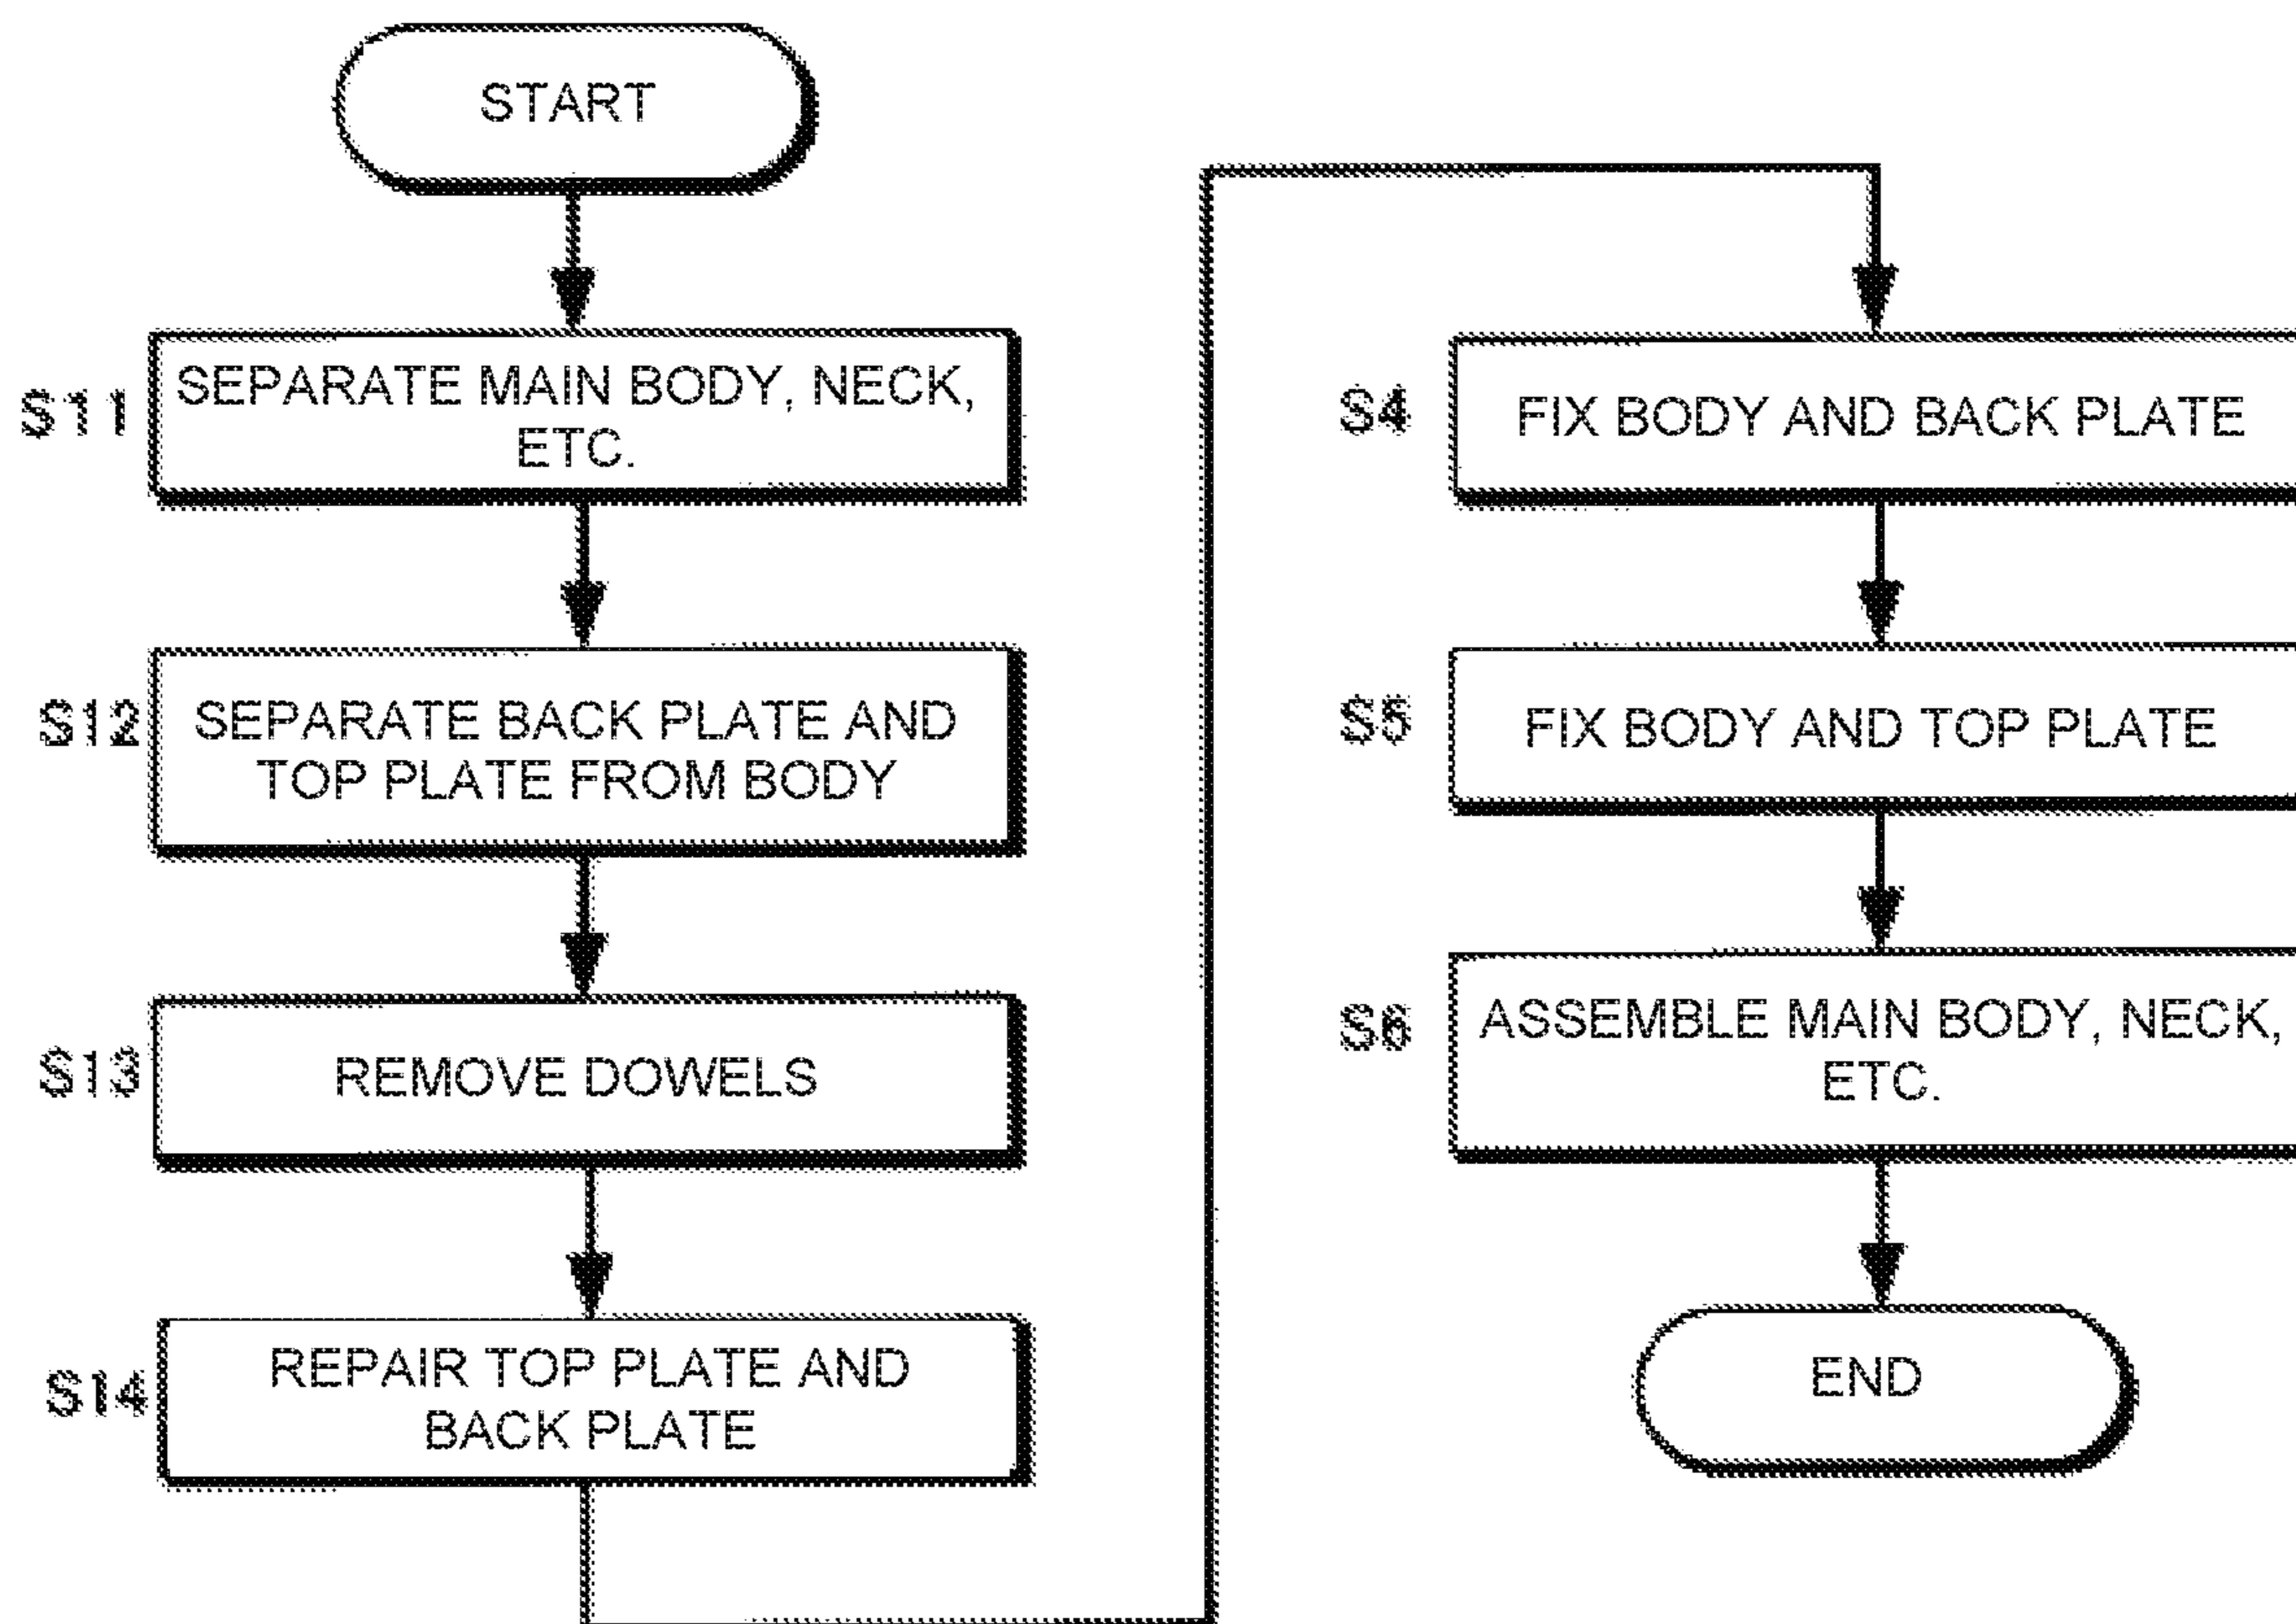 START
S11
SEPARATE MAIN BODY, NECK,
ETC.
S12
SEPARATE BACK PLATE AND
TOP PLATE FROM BODY
S13
REMOVE DOWELS
S14
REPAIR TOP PLATE AND
BACK PLATE
S4
FIX BODY AND BACK PLATE
S5
FIX BODY AND TOP PLATE
S6
ASSEMBLE MAIN BODY, NECK,
ETC.
END